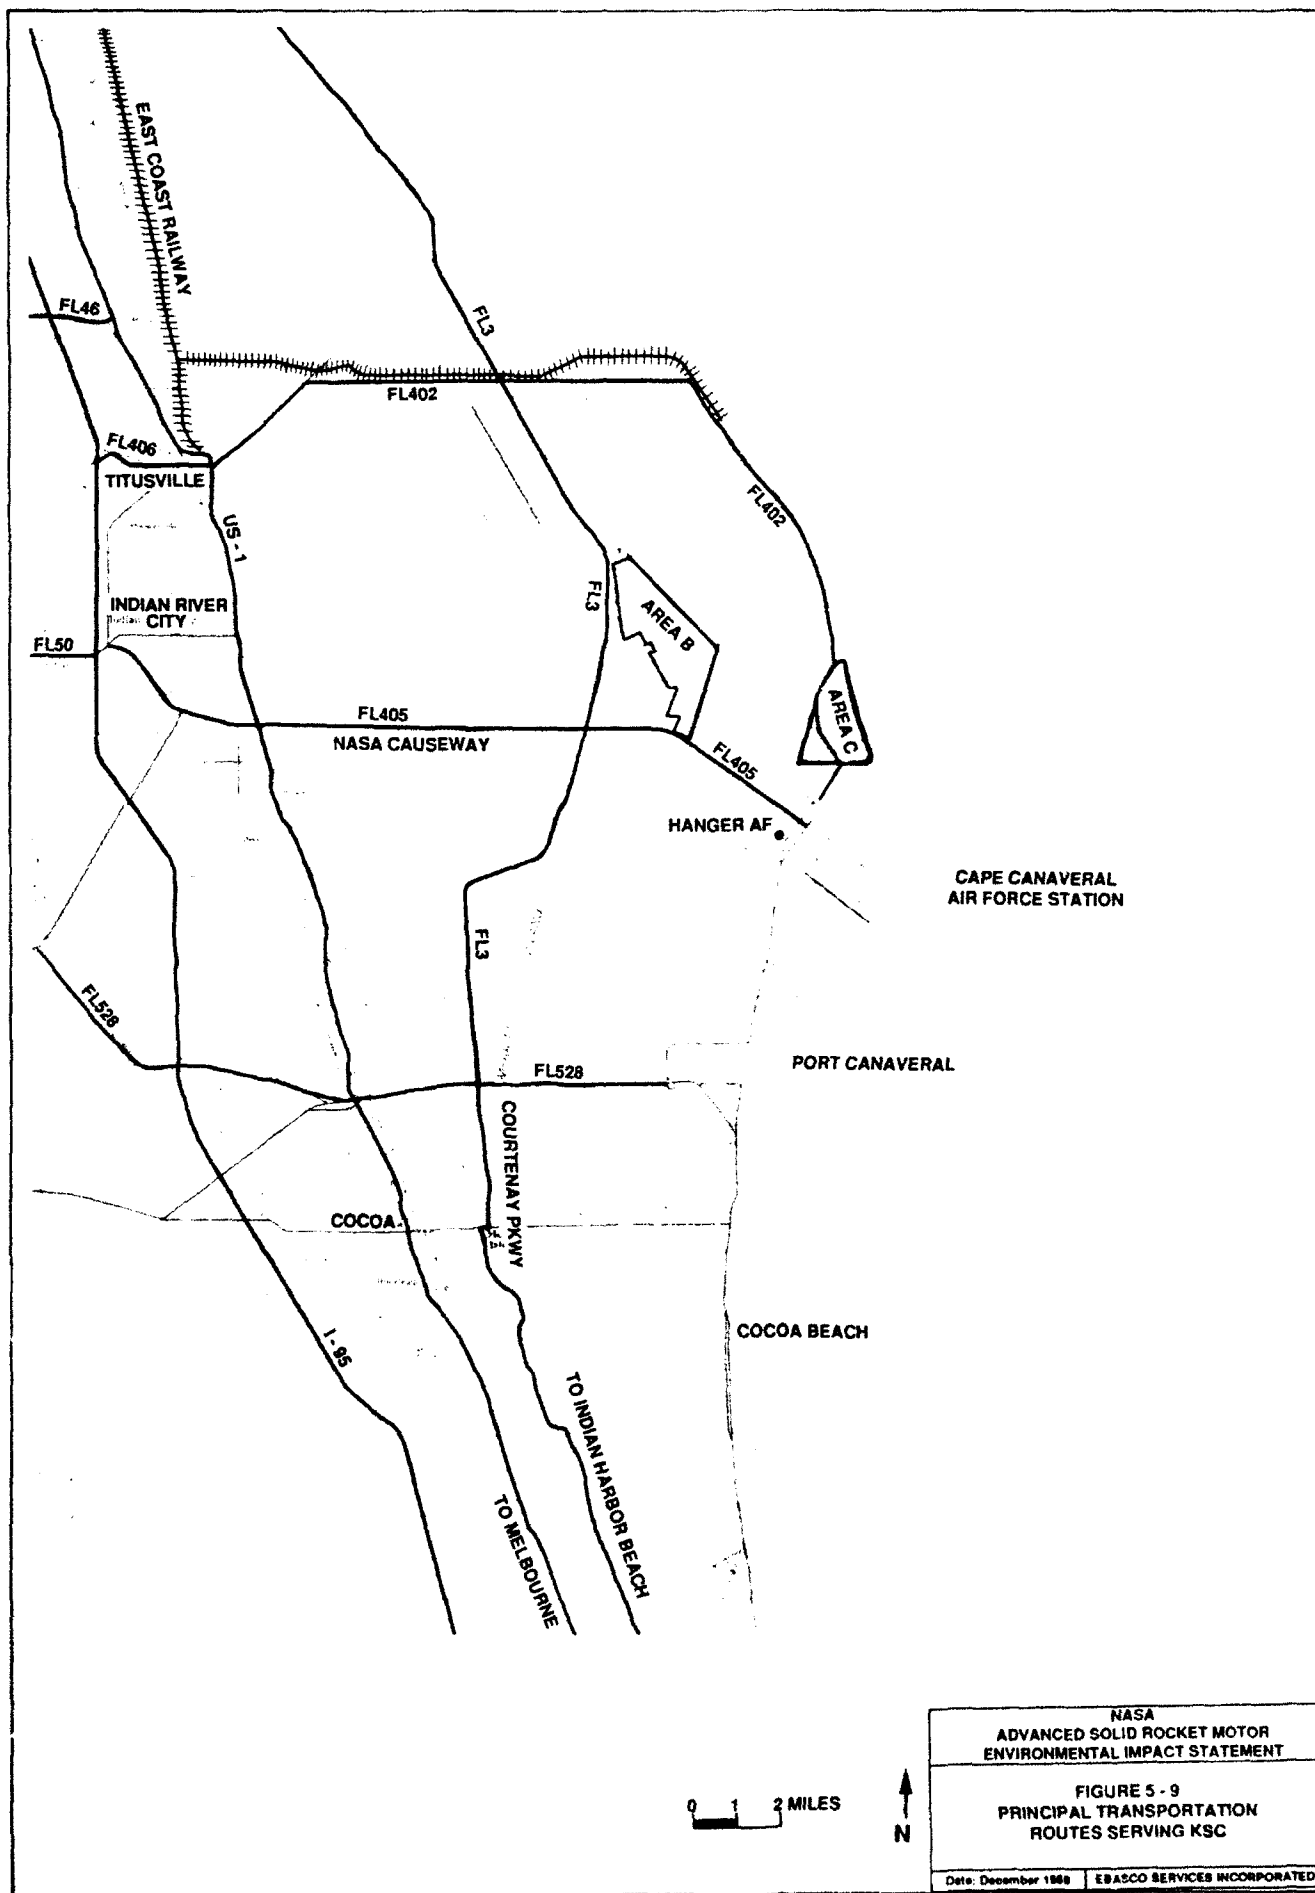 EAST COAST RAILWAY
FL46
FL3
FL402
FL406
TITUSVILLE
FL402
US - 1
FL3
AREA B
INDIAN RIVER
CITY
FL50
AREA C
FL405
NASA CAUSEWAY
FL405
HANGER AF
CAPE CANAVERAL
AIR FORCE STATION
FL3
FL528
FL528
PORT CANAVERAL
COURTENAY PKWY
COCOA
COCOA BEACH
I - 95
TO INDIAN HARBOR BEACH
TO MELBOURNE
0 1 2 MILES
N
NASA
ADVANCED SOLID ROCKET MOTOR
ENVIRONMENTAL IMPACT STATEMENT
FIGURE 5 - 9
PRINCIPAL TRANSPORTATION
ROUTES SERVING KSC
Date: December
EBASCO SERVICES INCORPORATED